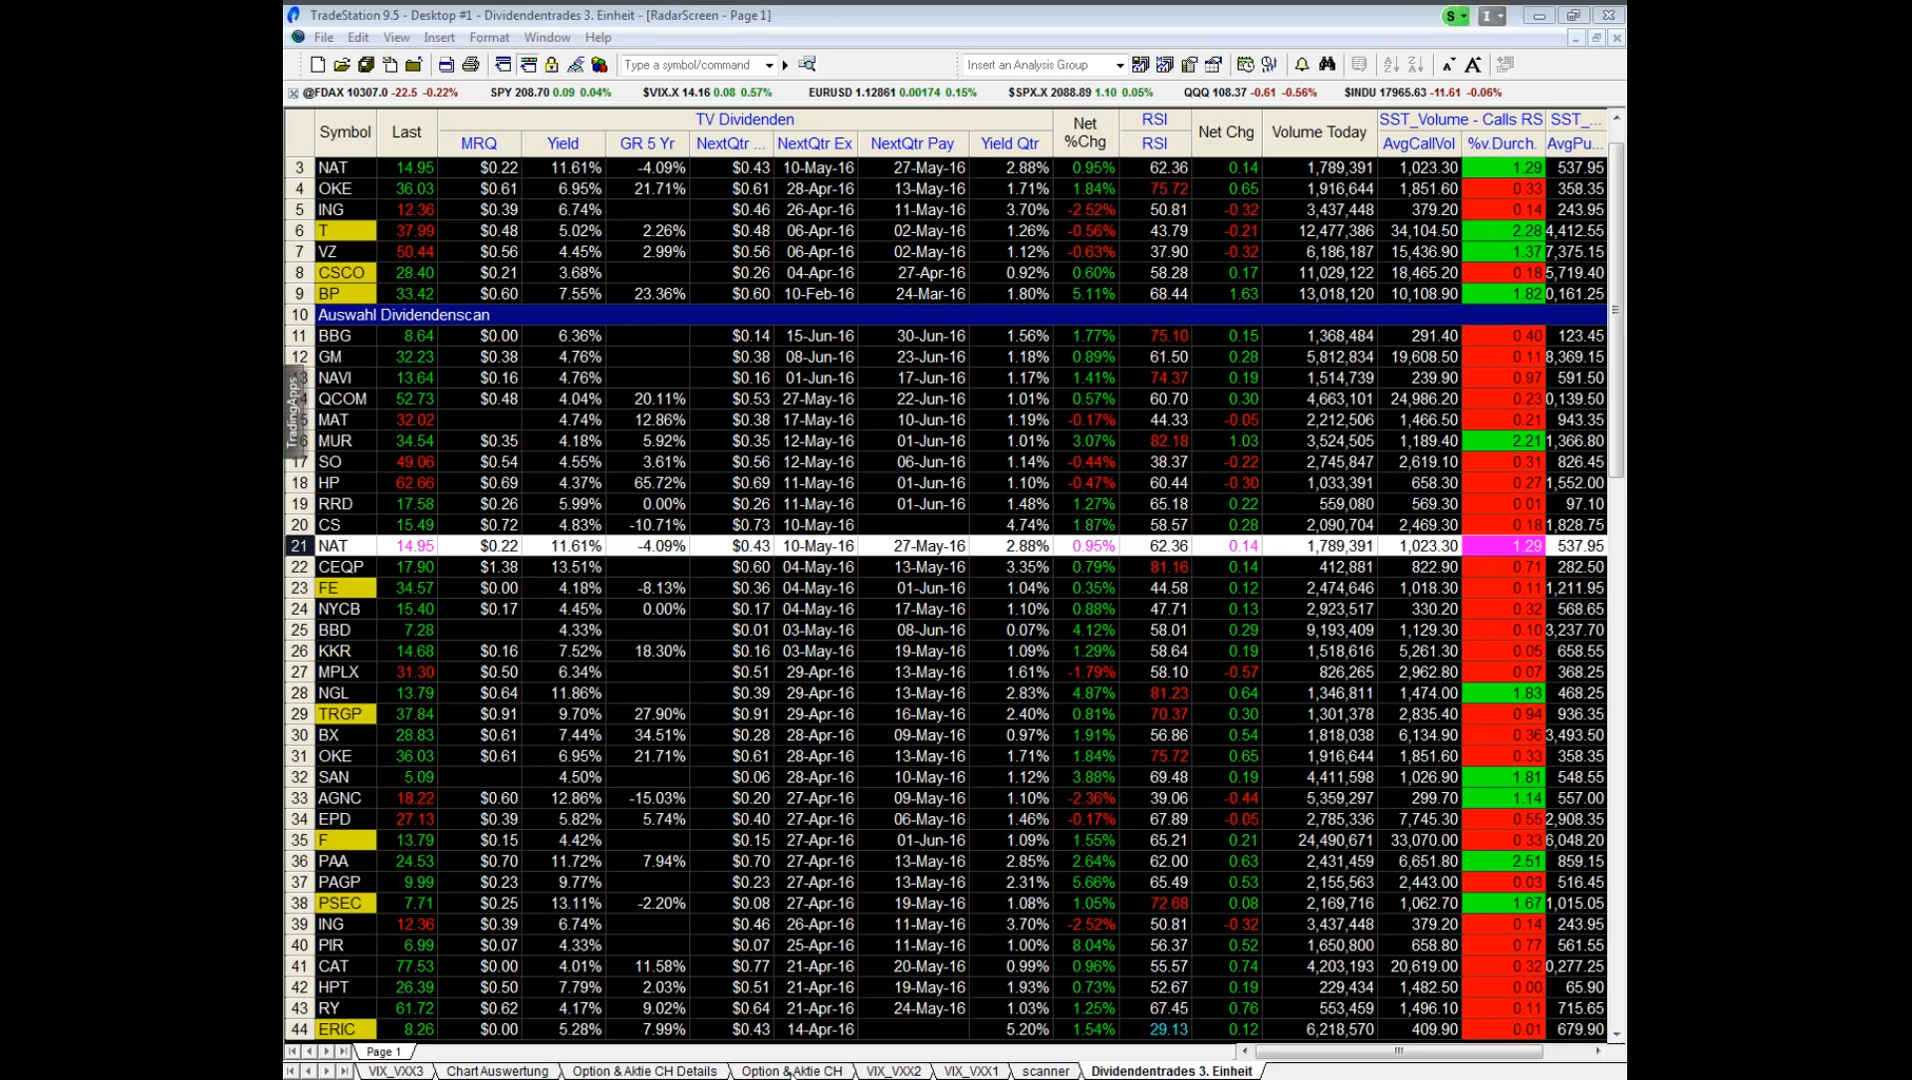 TradeStation 9.5 - Desktop #1 - Dividendentrades 3. Einheit - [RadarScreen - Page 1]
S I
File Edit View Insert Format Window Help
Type a symbol/command Insert an Analysis Group
@FDAX 10307.0 -22.5 -0.22% SPY 208.70 0.09 0.04% $VIX.X 14.16 0.08 0.57% EURUSD 1.12861 0.00174 0.15% $SPX.X 2088.89 1.10 0.05% QQQ 108.37 -0.61 -0.56% $INDU 17965.63 -11.61 -0.06%
Symbol Last TV Dividenden Net %Chg RSI Net Chg Volume Today SST_Volume - Calls RS SST_...
MRQ Yield GR 5 Yr NextQtr ... NextQtr Ex NextQtr Pay Yield Qtr RSI AvgCallVol %v.Durch. AvgPu...
3 NAT 14.95 $0.22 11.61% -4.09% $0.43 10-May-16 27-May-16 2.88% 0.95% 62.36 0.14 1,789,391 1,023.30 1.29 537.95
4 OKE 36.03 $0.61 6.95% 21.71% $0.61 28-Apr-16 13-May-16 1.71% 1.84% 75.72 0.65 1,916,644 1,851.60 0.33 358.35
5 ING 12.36 $0.39 6.74% $0.46 26-Apr-16 11-May-16 3.70% -2.52% 50.81 -0.32 3,437,448 379.20 0.14 243.95
6 T 37.99 $0.48 5.02% 2.26% $0.48 06-Apr-16 02-May-16 1.26% -0.56% 43.79 -0.21 12,477,386 34,104.50 2.28 4,412.55
7 VZ 50.44 $0.56 4.45% 2.99% $0.56 06-Apr-16 02-May-16 1.12% -0.63% 37.90 -0.32 6,186,187 15,436.90 1.37 7,375.15
8 CSCO 28.40 $0.21 3.68% $0.26 04-Apr-16 27-Apr-16 0.92% 0.60% 58.28 0.17 11,029,122 18,465.20 0.18 5,719.40
9 BP 33.42 $0.60 7.55% 23.36% $0.60 10-Feb-16 24-Mar-16 1.80% 5.11% 68.44 1.63 13,018,120 10,108.90 1.82 0,161.25
10 Auswahl Dividendenscan
11 BBG 8.64 $0.00 6.36% $0.14 15-Jun-16 30-Jun-16 1.56% 1.77% 75.10 0.15 1,368,484 291.40 0.40 123.45
12 GM 32.23 $0.38 4.76% $0.38 08-Jun-16 23-Jun-16 1.18% 0.89% 61.50 0.28 5,812,834 19,608.50 0.11 8,369.15
3 NAVI 13.64 $0.16 4.76% $0.16 01-Jun-16 17-Jun-16 1.17% 1.41% 74.37 0.19 1,514,739 239.90 0.97 591.50
4 QCOM 52.73 $0.48 4.04% 20.11% $0.53 27-May-16 22-Jun-16 1.01% 0.57% 60.70 0.30 4,663,101 24,986.20 0.23 0,139.50
5 MAT 32.02 4.74% 12.86% $0.38 17-May-16 10-Jun-16 1.19% -0.17% 44.33 -0.05 2,212,506 1,466.50 0.21 943.35
6 MUR 34.54 $0.35 4.18% 5.92% $0.35 12-May-16 01-Jun-16 1.01% 3.07% 82.18 1.03 3,524,505 1,189.40 2.21 1,366.80
TradingApps
17 SO 49.06 $0.54 4.55% 3.61% $0.56 12-May-16 06-Jun-16 1.14% -0.44% 38.37 -0.22 2,745,847 2,619.10 0.31 826.45
18 HP 62.66 $0.69 4.37% 65.72% $0.69 11-May-16 01-Jun-16 1.10% -0.47% 60.44 -0.30 1,033,391 658.30 0.27 1,552.00
19 RRD 17.58 $0.26 5.99% 0.00% $0.26 11-May-16 01-Jun-16 1.48% 1.27% 65.18 0.22 559,080 569.30 0.01 97.10
20 CS 15.49 $0.72 4.83% -10.71% $0.73 10-May-16 4.74% 1.87% 58.57 0.28 2,090,704 2,469.30 0.18 1,828.75
21 NAT 14.95 $0.22 11.61% -4.09% $0.43 10-May-16 27-May-16 2.88% 0.95% 62.36 0.14 1,789,391 1,023.30 1.29 537.95
22 CEQP 17.90 $1.38 13.51% $0.60 04-May-16 13-May-16 3.35% 0.79% 81.16 0.14 412,881 822.90 0.71 282.50
23 FE 34.57 $0.00 4.18% -8.13% $0.36 04-May-16 01-Jun-16 1.04% 0.35% 44.58 0.12 2,474,646 1,018.30 0.11 1,211.95
24 NYCB 15.40 $0.17 4.45% 0.00% $0.17 04-May-16 17-May-16 1.10% 0.88% 47.71 0.13 2,923,517 330.20 0.32 568.65
25 BBD 7.28 4.33% $0.01 03-May-16 08-Jun-16 0.07% 4.12% 58.01 0.29 9,193,409 1,129.30 0.10 3,237.70
26 KKR 14.68 $0.16 7.52% 18.30% $0.16 03-May-16 19-May-16 1.09% 1.29% 58.64 0.19 1,518,616 5,261.30 0.05 658.55
27 MPLX 31.30 $0.50 6.34% $0.51 29-Apr-16 13-May-16 1.61% -1.79% 58.10 -0.57 826,265 2,962.80 0.07 368.25
28 NGL 13.79 $0.64 11.86% $0.39 29-Apr-16 13-May-16 2.83% 4.87% 81.23 0.64 1,346,811 1,474.00 1.83 468.25
29 TRGP 37.84 $0.91 9.70% 27.90% $0.91 29-Apr-16 16-May-16 2.40% 0.81% 70.37 0.30 1,301,378 2,835.40 0.94 936.35
30 BX 28.83 $0.61 7.44% 34.51% $0.28 28-Apr-16 09-May-16 0.97% 1.91% 56.86 0.54 1,818,038 6,134.90 0.36 3,493.50
31 OKE 36.03 $0.61 6.95% 21.71% $0.61 28-Apr-16 13-May-16 1.71% 1.84% 75.72 0.65 1,916,644 1,851.60 0.33 358.35
32 SAN 5.09 4.50% $0.06 28-Apr-16 10-May-16 1.12% 3.88% 69.48 0.19 4,411,598 1,026.90 1.81 548.55
33 AGNC 18.22 $0.60 12.86% -15.03% $0.20 27-Apr-16 09-May-16 1.10% -2.36% 39.06 -0.44 5,359,297 299.70 1.14 557.00
34 EPD 27.13 $0.39 5.82% 5.74% $0.40 27-Apr-16 06-May-16 1.46% -0.17% 67.89 -0.05 2,785,336 7,745.30 0.55 2,908.35
35 F 13.79 $0.15 4.42% $0.15 27-Apr-16 01-Jun-16 1.09% 1.55% 65.21 0.21 24,490,671 33,070.00 0.33 6,048.20
36 PAA 24.53 $0.70 11.72% 7.94% $0.70 27-Apr-16 13-May-16 2.85% 2.64% 62.00 0.63 2,431,459 6,651.80 2.51 859.15
37 PAGP 9.99 $0.23 9.77% $0.23 27-Apr-16 13-May-16 2.31% 5.66% 65.49 0.53 2,155,563 2,443.00 0.03 516.45
38 PSEC 7.71 $0.25 13.11% -2.20% $0.08 27-Apr-16 19-May-16 1.08% 1.05% 72.68 0.08 2,169,716 1,062.70 1.67 1,015.05
39 ING 12.36 $0.39 6.74% $0.46 26-Apr-16 11-May-16 3.70% -2.52% 50.81 -0.32 3,437,448 379.20 0.14 243.95
40 PIR 6.99 $0.07 4.33% $0.07 25-Apr-16 11-May-16 1.00% 8.04% 56.37 0.52 1,650,800 658.80 0.77 561.55
41 CAT 77.53 $0.00 4.01% 11.58% $0.77 21-Apr-16 20-May-16 0.99% 0.96% 55.57 0.74 4,203,193 20,619.00 0.32 0,277.25
42 HPT 26.39 $0.50 7.79% 2.03% $0.51 21-Apr-16 19-May-16 1.93% 0.73% 52.67 0.19 229,434 1,482.50 0.00 65.90
43 RY 61.72 $0.62 4.17% 9.02% $0.64 21-Apr-16 24-May-16 1.03% 1.25% 67.45 0.76 553,459 1,496.10 0.11 715.65
44 ERIC 8.26 $0.00 5.28% 7.99% $0.43 14-Apr-16 5.20% 1.54% 29.13 0.12 6,218,570 409.90 0.01 679.90
Page 1
VIX_VXX3 ChartAuswertung Option & Aktie CH Details Option & Aktie CH VIX_VXX2 VIX_VXX1 scanner Dividendentrades 3. Einheit